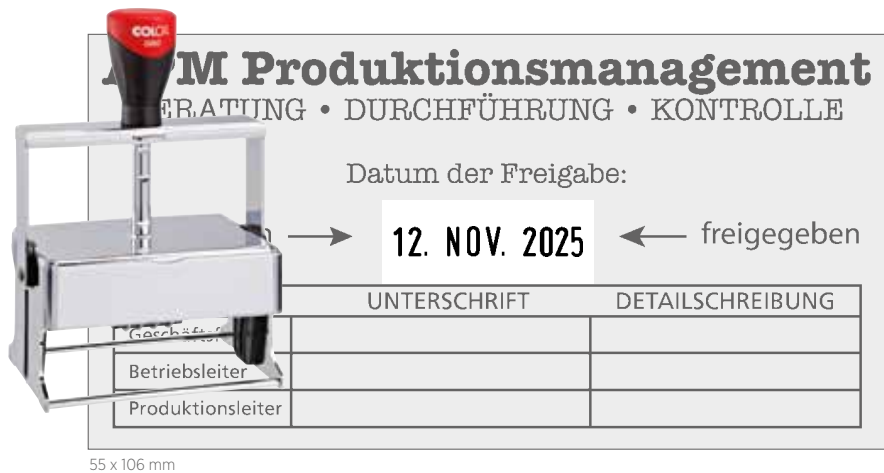 COLOP
PM Produktionsmanagement
ERATUNG • DURCHFÜHRUNG • KONTROLLE
Datum der Freigabe:
12. NOV. 2025 freigegeben
UNTERSCHRIFT DETAILSCHREIBUNG
Betriebsleiter
Produktionsleiter
55 x 106 mm